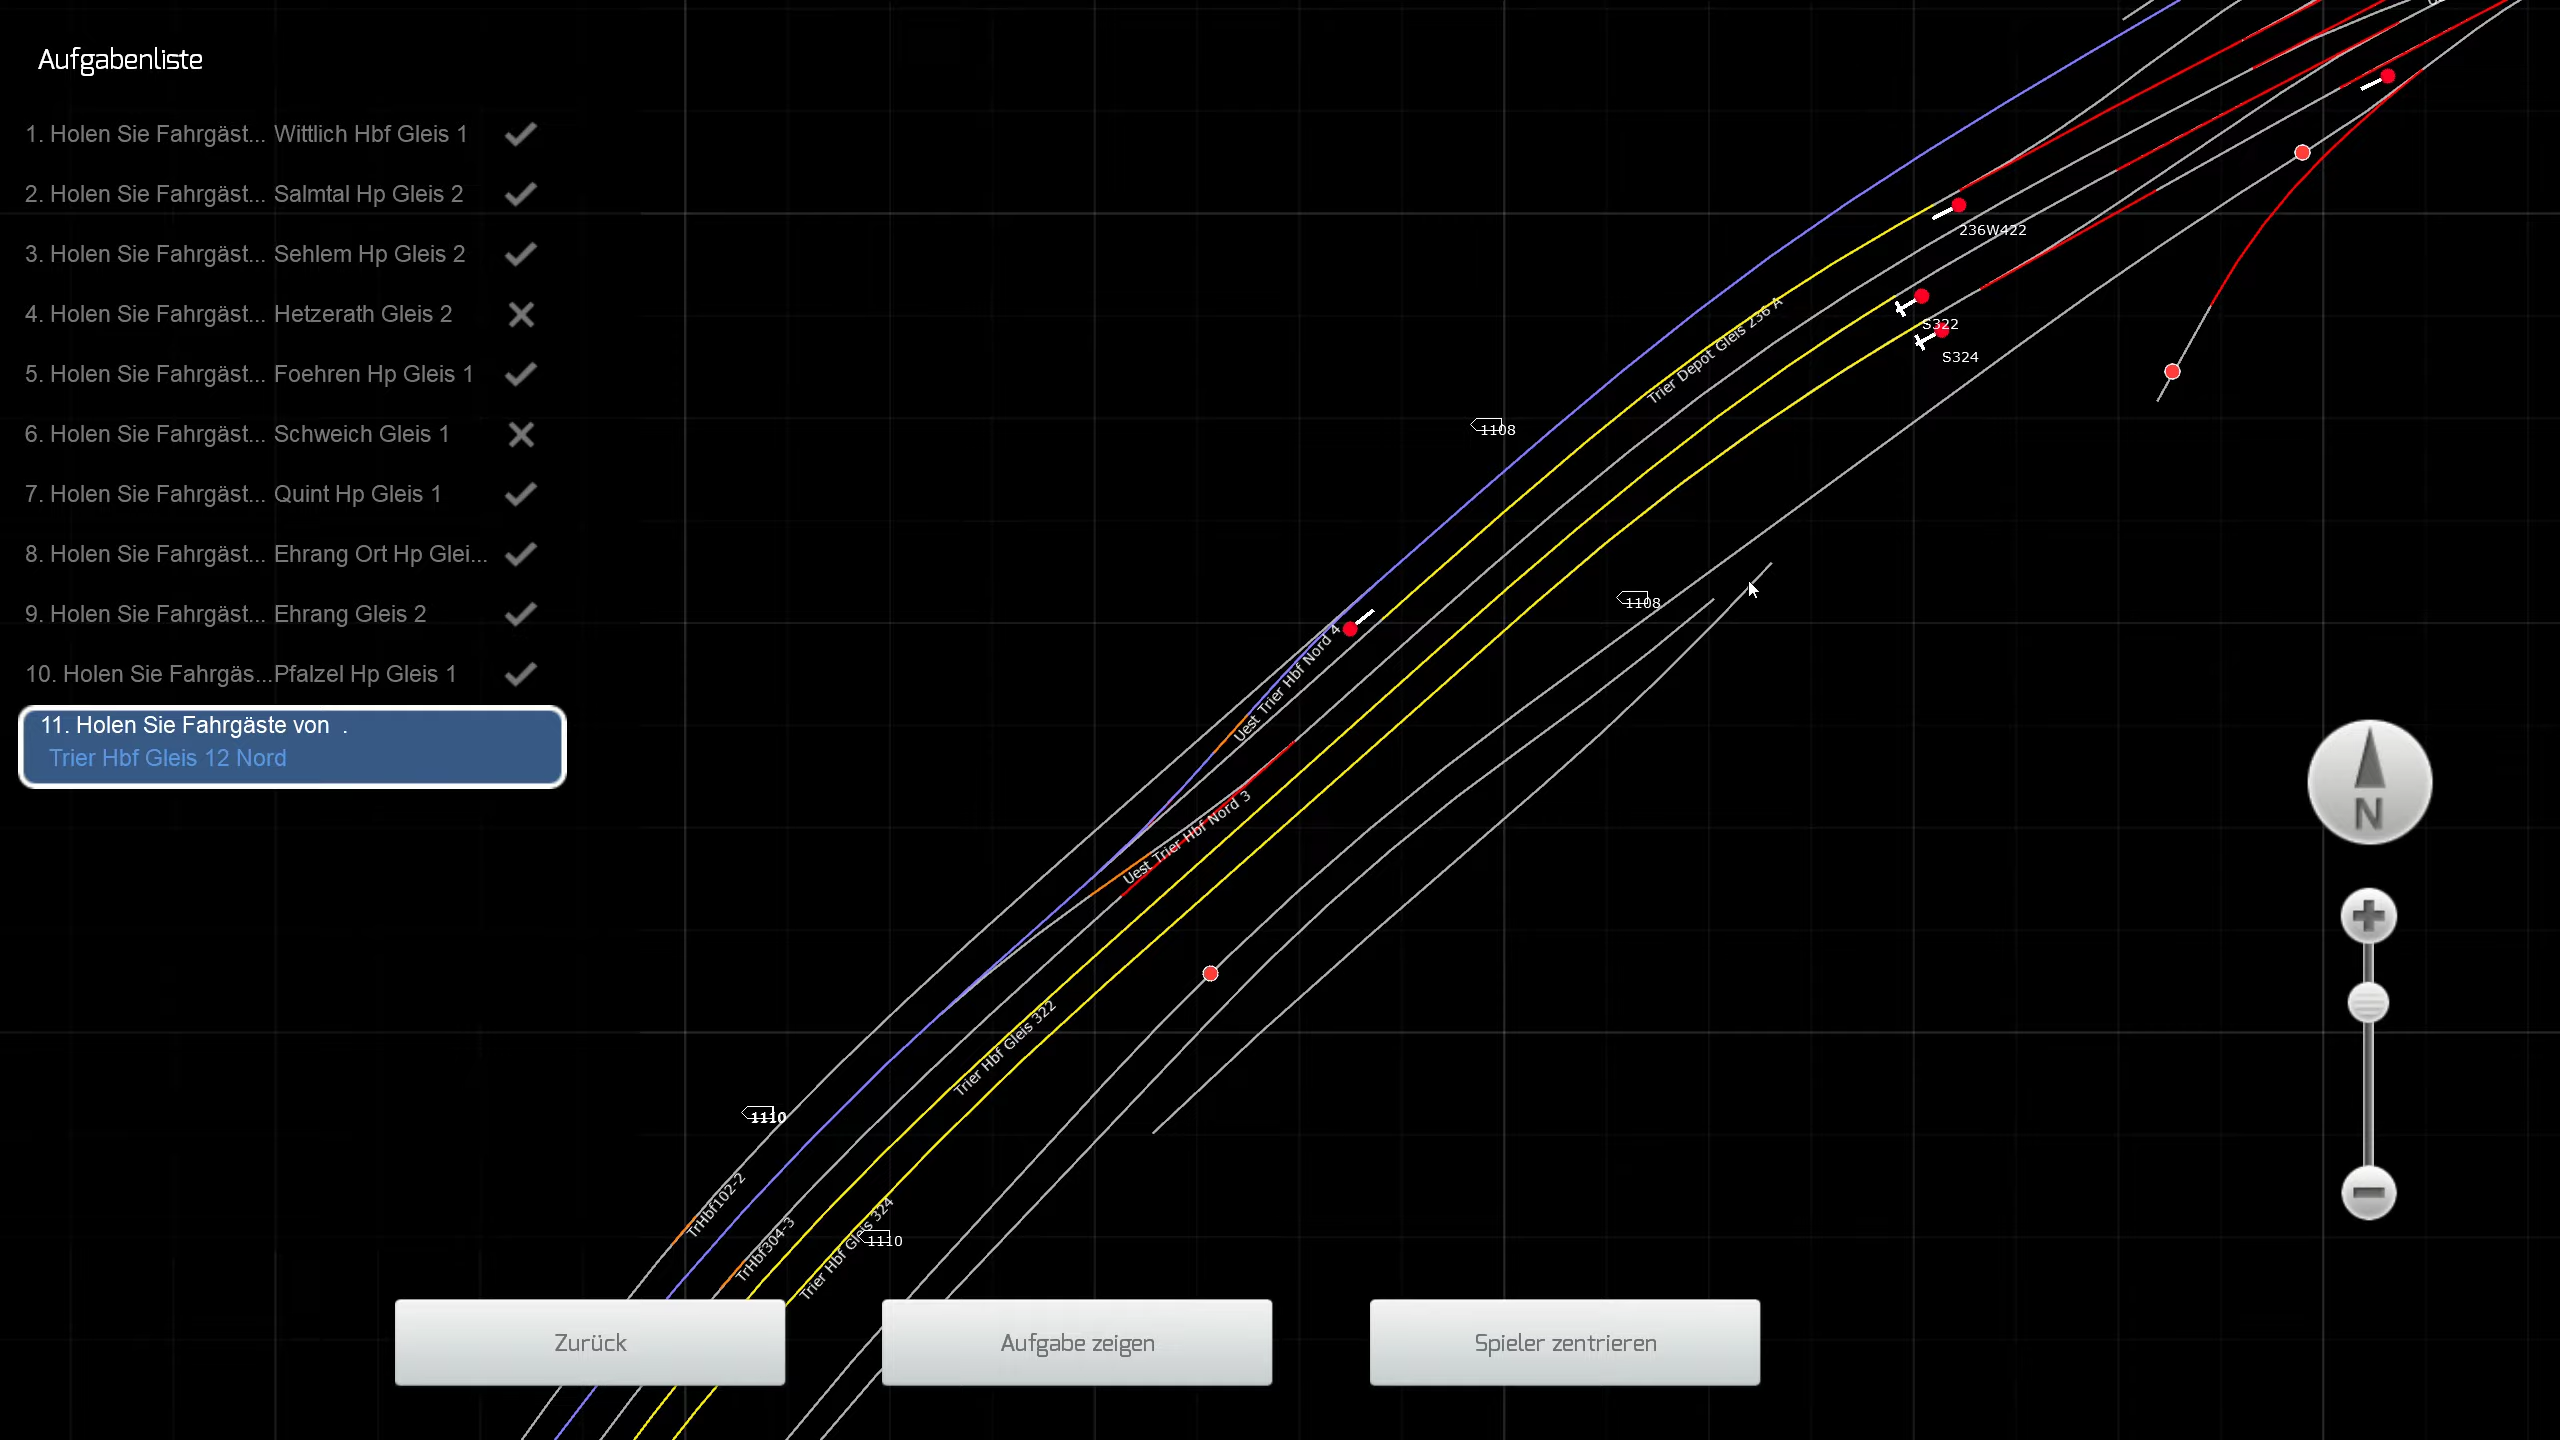 Aufgabenliste
1. Holen Sie Fahrgäst... Wittlich Hbf Gleis 1
2. Holen Sie Fahrgäst... Salmtal Hp Gleis 2
3. Holen Sie Fahrgäst... Sehlem Hp Gleis 2
4. Holen Sie Fahrgäst... Hetzerath Gleis 2
5. Holen Sie Fahrgäst... Foehren Hp Gleis 1
6. Holen Sie Fahrgäst... Schweich Gleis 1
7. Holen Sie Fahrgäst... Quint Hp Gleis 1
8. Holen Sie Fahrgäst... Ehrang Ort Hp Glei...
9. Holen Sie Fahrgäst... Ehrang Gleis 2
10. Holen Sie Fahrgäs...Pfalzel Hp Gleis 1
11. Holen Sie Fahrgäste von .
Trier Hbf Gleis 12 Nord
236W422
S322
S324
Trier Depot Gleis 236 A
1108
1108
Uest Trier Hbf Nord 4
Uest Trier Hbf Nord 3
Trier Hbf Gleis 322
1110
TrHbf102-2
TrHbf304-3
Trier Hbf Gleis 324
1110
N
Zurück
Aufgabe zeigen
Spieler zentrieren